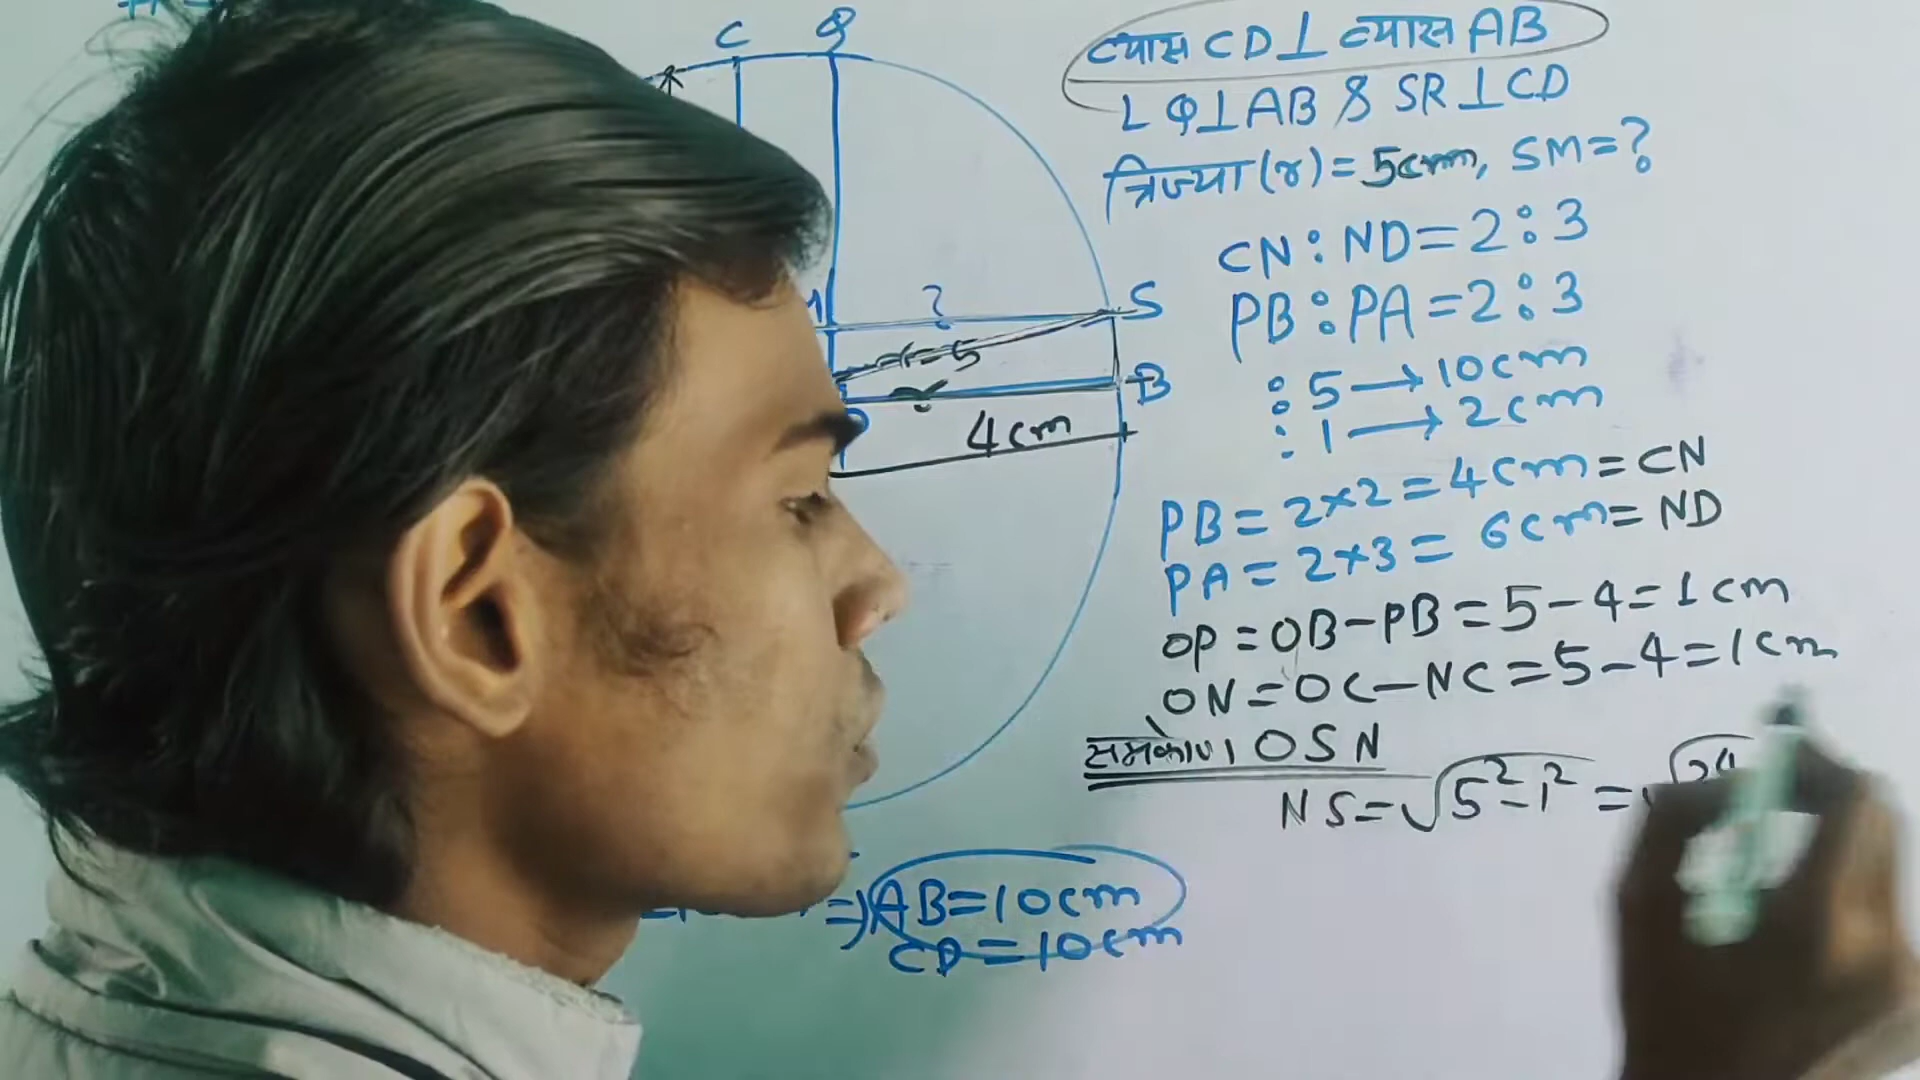 C Q
व्यास CD⊥ व्यास AB
LQ⊥AB & SR⊥CD
त्रिज्या (r) = 5cm, SM=?
CN:ND=2:3
PB:PA=2:3
:5→10cm
:1→2cm
PB=2×2=4cm=CN
PA=2×3=6cm=ND
OP=OB-PB=5-4=1cm
ON=OC-NC=5-4=1cm
समकोण OSN
NS=√5²-1²=√24
? S
r=5
B
4cm
=)AB=10cm
CD=10cm